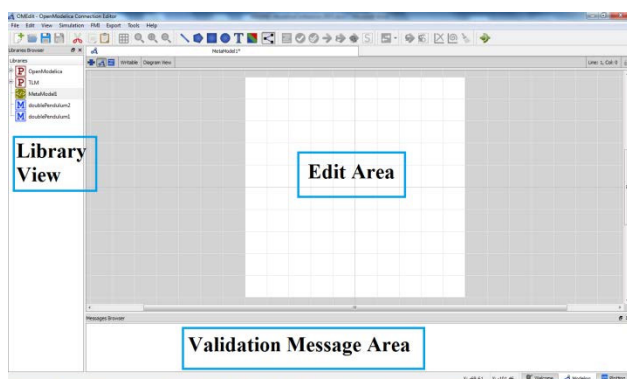 OMEdit - OpenModelica Connection Editor
File Edit View Simulation FMI Export Tools Help
Libraries Browser
MetaModel1*
Libraries
Writable Diagram View
Line: 1, Col: 0
P OpenModelica
P TLM
MetaModel1
M doublePendulum2
M doublePendulum1
Library
View
Edit Area
Messages Browser
Validation Message Area
Welcome Modeling Plotting